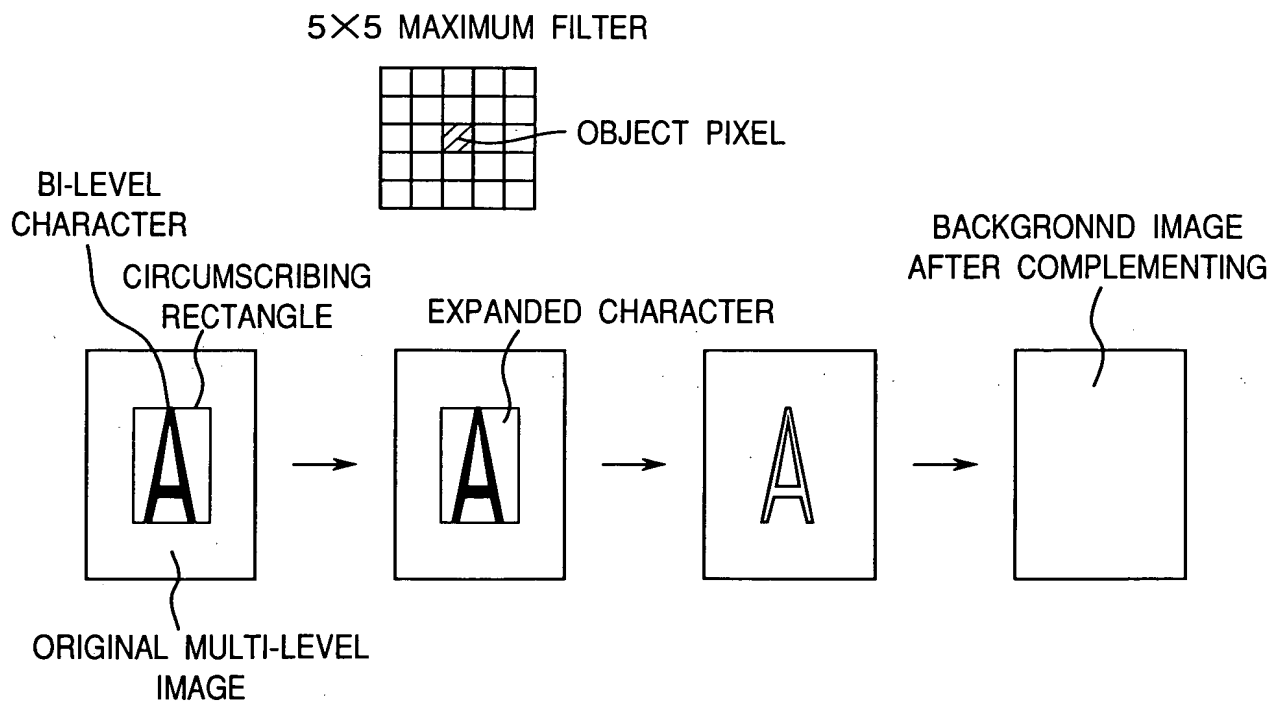 5×5 MAXIMUM FILTER
OBJECT PIXEL
BI-LEVEL
CHARACTER
CIRCUMSCRIBING
RECTANGLE
EXPANDED CHARACTER
BACKGRONND IMAGE
AFTER COMPLEMENTING
A
A
A
ORIGINAL MULTI-LEVEL
IMAGE